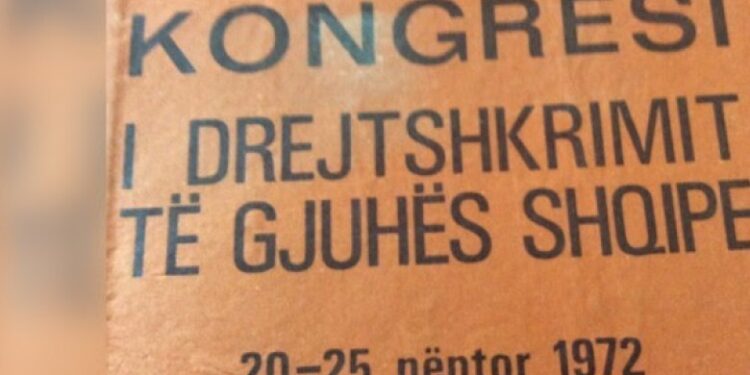 KONGRESI
I DREJTSHKRIMIT
TË GJUHËS SHQIPE
20-25 nëntor 1972